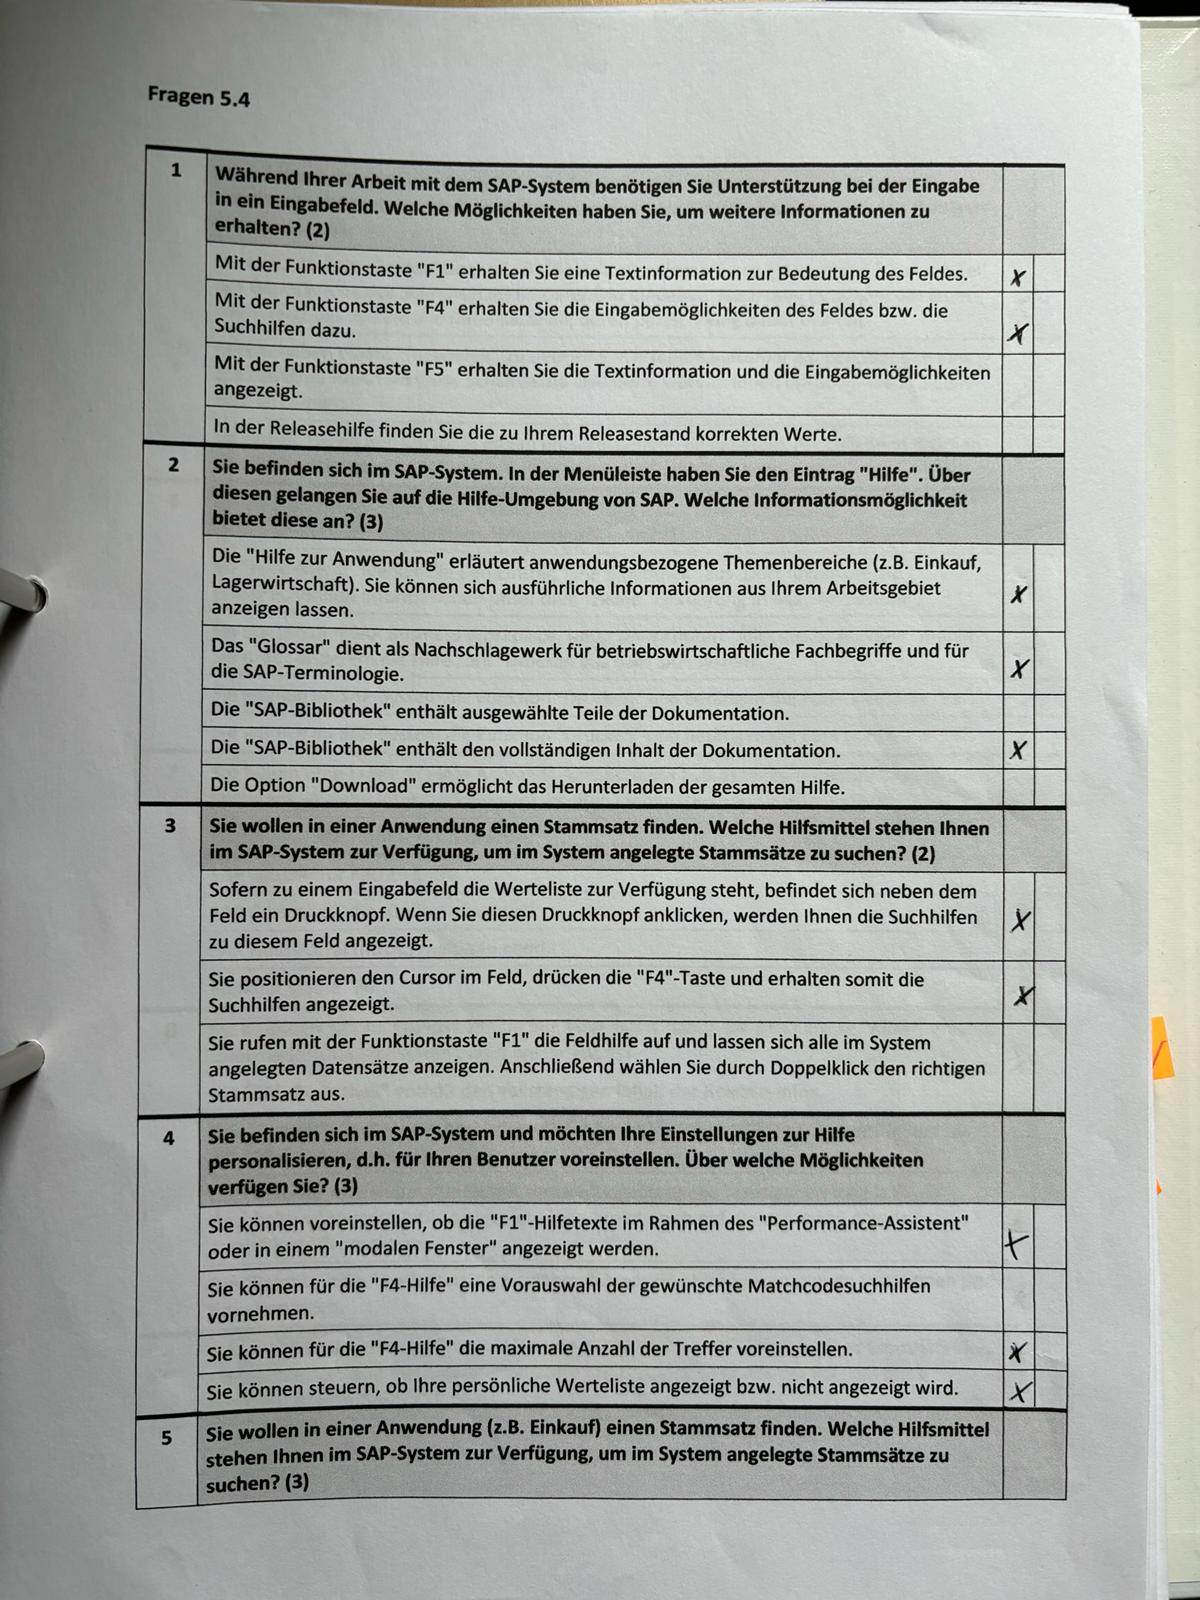 Fragen 5.4
1
Während Ihrer Arbeit mit dem SAP-System benötigen Sie Unterstützung bei der Eingabe
in ein Eingabefeld. Welche Möglichkeiten haben Sie, um weitere Informationen zu
erhalten? (2)
Mit der Funktionstaste "F1" erhalten Sie eine Textinformation zur Bedeutung des Feldes. X
Mit der Funktionstaste "F4" erhalten Sie die Eingabemöglichkeiten des Feldes bzw. die
Suchhilfen dazu. X
Mit der Funktionstaste "F5" erhalten Sie die Textinformation und die Eingabemöglichkeiten
angezeigt.
In der Releasehilfe finden Sie die zu Ihrem Releasestand korrekten Werte.
2
Sie befinden sich im SAP-System. In der Menüleiste haben Sie den Eintrag "Hilfe". Über
diesen gelangen Sie auf die Hilfe-Umgebung von SAP. Welche Informationsmöglichkeit
bietet diese an? (3)
Die "Hilfe zur Anwendung" erläutert anwendungsbezogene Themenbereiche (z.B. Einkauf,
Lagerwirtschaft). Sie können sich ausführliche Informationen aus Ihrem Arbeitsgebiet X
anzeigen lassen.
Das "Glossar" dient als Nachschlagewerk für betriebswirtschaftliche Fachbegriffe und für
die SAP-Terminologie. X
Die "SAP-Bibliothek" enthält ausgewählte Teile der Dokumentation.
Die "SAP-Bibliothek" enthält den vollständigen Inhalt der Dokumentation. X
Die Option "Download" ermöglicht das Herunterladen der gesamten Hilfe.
3
Sie wollen in einer Anwendung einen Stammsatz finden. Welche Hilfsmittel stehen Ihnen
im SAP-System zur Verfügung, um im System angelegte Stammsätze zu suchen? (2)
Sofern zu einem Eingabefeld die Werteliste zur Verfügung steht, befindet sich neben dem
Feld ein Druckknopf. Wenn Sie diesen Druckknopf anklicken, werden Ihnen die Suchhilfen X
zu diesem Feld angezeigt.
Sie positionieren den Cursor im Feld, drücken die "F4"-Taste und erhalten somit die
Suchhilfen angezeigt. X
Sie rufen mit der Funktionstaste "F1" die Feldhilfe auf und lassen sich alle im System
angelegten Datensätze anzeigen. Anschließend wählen Sie durch Doppelklick den richtigen
Stammsatz aus.
4
Sie befinden sich im SAP-System und möchten Ihre Einstellungen zur Hilfe
personalisieren, d.h. für Ihren Benutzer voreinstellen. Über welche Möglichkeiten
verfügen Sie? (3)
Sie können voreinstellen, ob die "F1"-Hilfetexte im Rahmen des "Performance-Assistent"
oder in einem "modalen Fenster" angezeigt werden. X
Sie können für die "F4-Hilfe" eine Vorauswahl der gewünschte Matchcodesuchhilfen
vornehmen.
Sie können für die "F4-Hilfe" die maximale Anzahl der Treffer voreinstellen. X
Sie können steuern, ob Ihre persönliche Werteliste angezeigt bzw. nicht angezeigt wird. X
5
Sie wollen in einer Anwendung (z.B. Einkauf) einen Stammsatz finden. Welche Hilfsmittel
stehen Ihnen im SAP-System zur Verfügung, um im System angelegte Stammsätze zu
suchen? (3)